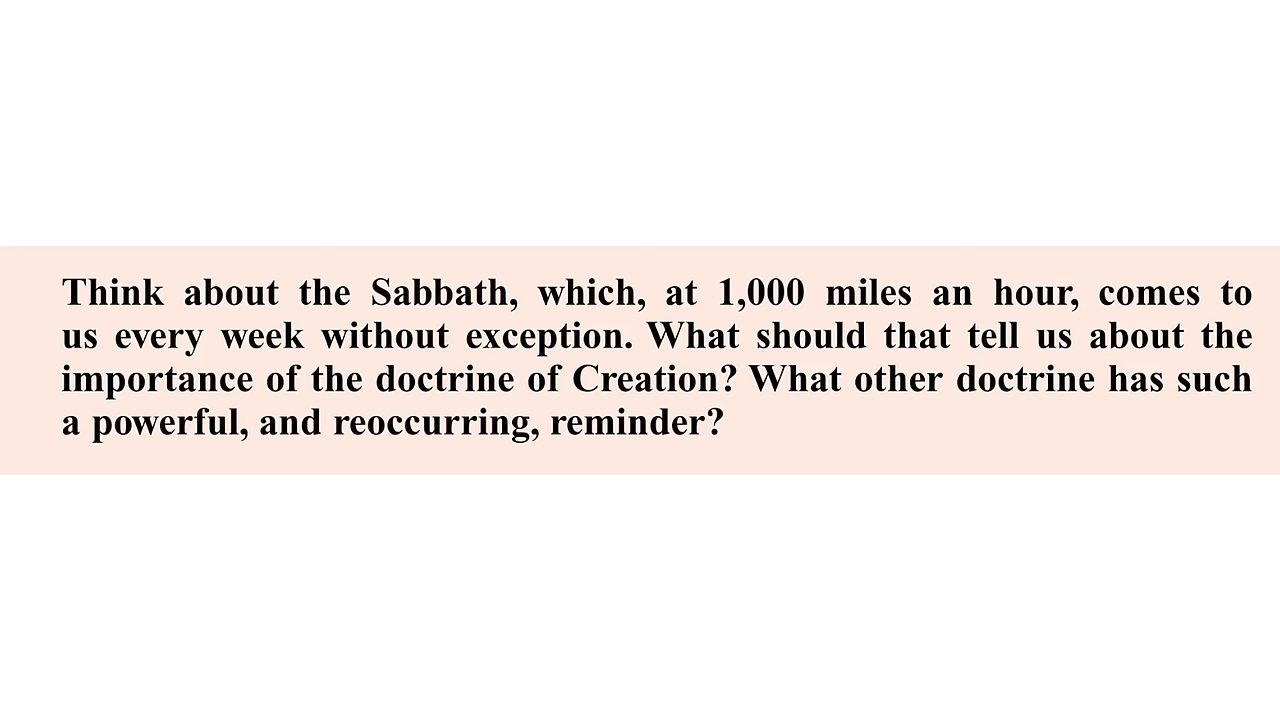 Think about the Sabbath, which, at 1,000 miles an hour, comes to
us every week without exception. What should that tell us about the
importance of the doctrine of Creation? What other doctrine has such
a powerful, and reoccurring, reminder?